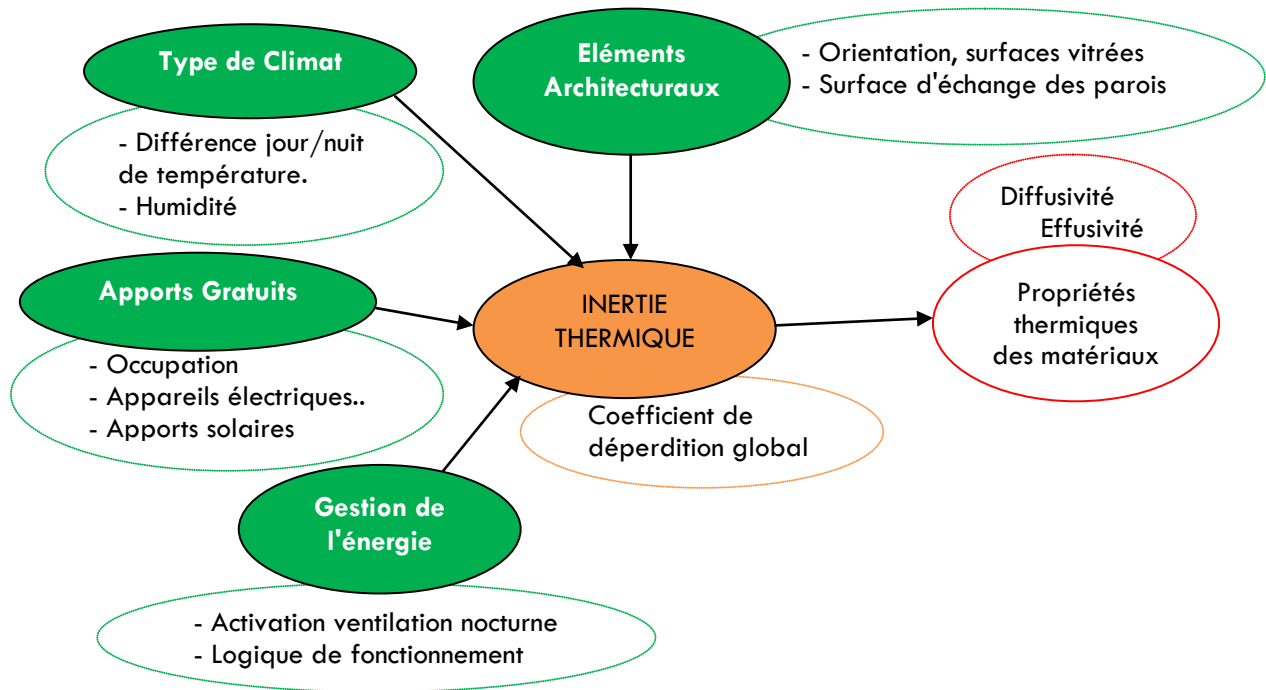 Type de Climat
- Différence jour/nuit
de température.
- Humidité
Eléments
Architecturaux
- Orientation, surfaces vitrées
- Surface d'échange des parois
Diffusivité
Effusivité
Propriétés
thermiques
des matériaux
Apports Gratuits
- Occupation
- Appareils électriques..
- Apports solaires
INERTIE
THERMIQUE
Coefficient de
déperdition global
Gestion de
l'énergie
- Activation ventilation nocturne
- Logique de fonctionnement